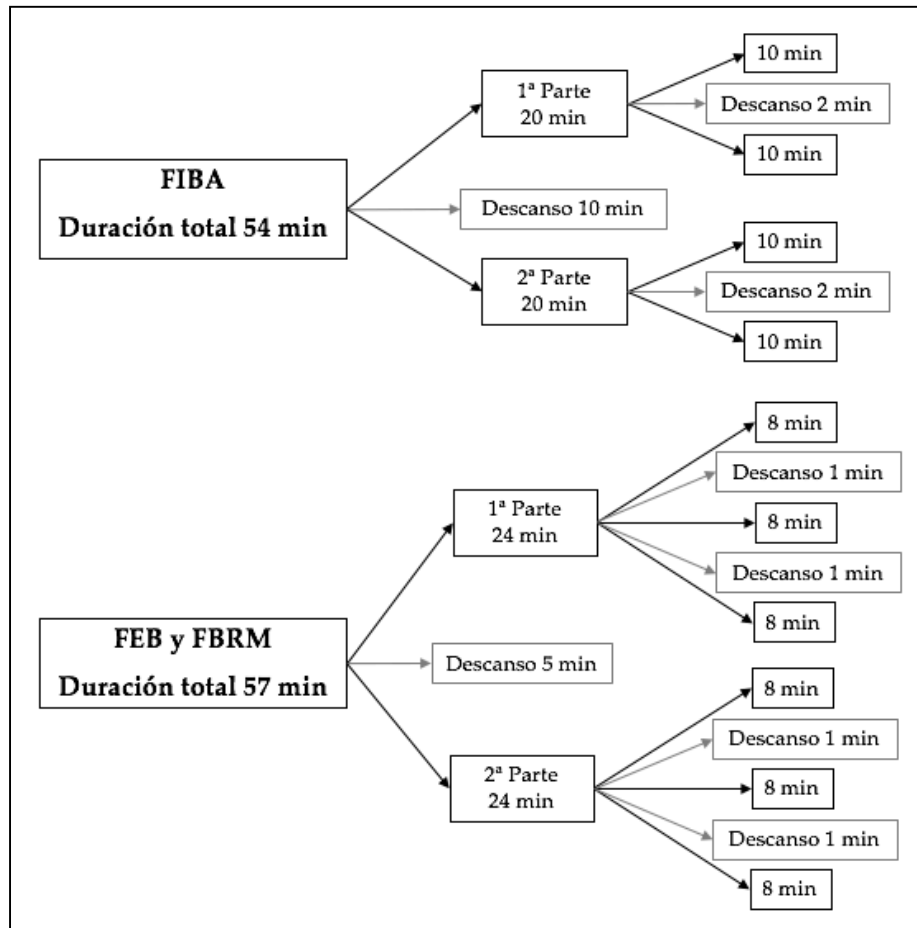 FIBA
Duración total 54 min
1ª Parte
20 min
10 min
Descanso 2 min
10 min
Descanso 10 min
2ª Parte
20 min
10 min
Descanso 2 min
10 min
FEB y FBRM
Duración total 57 min
1ª Parte
24 min
8 min
Descanso 1 min
8 min
Descanso 1 min
8 min
Descanso 5 min
2ª Parte
24 min
8 min
Descanso 1 min
8 min
Descanso 1 min
8 min